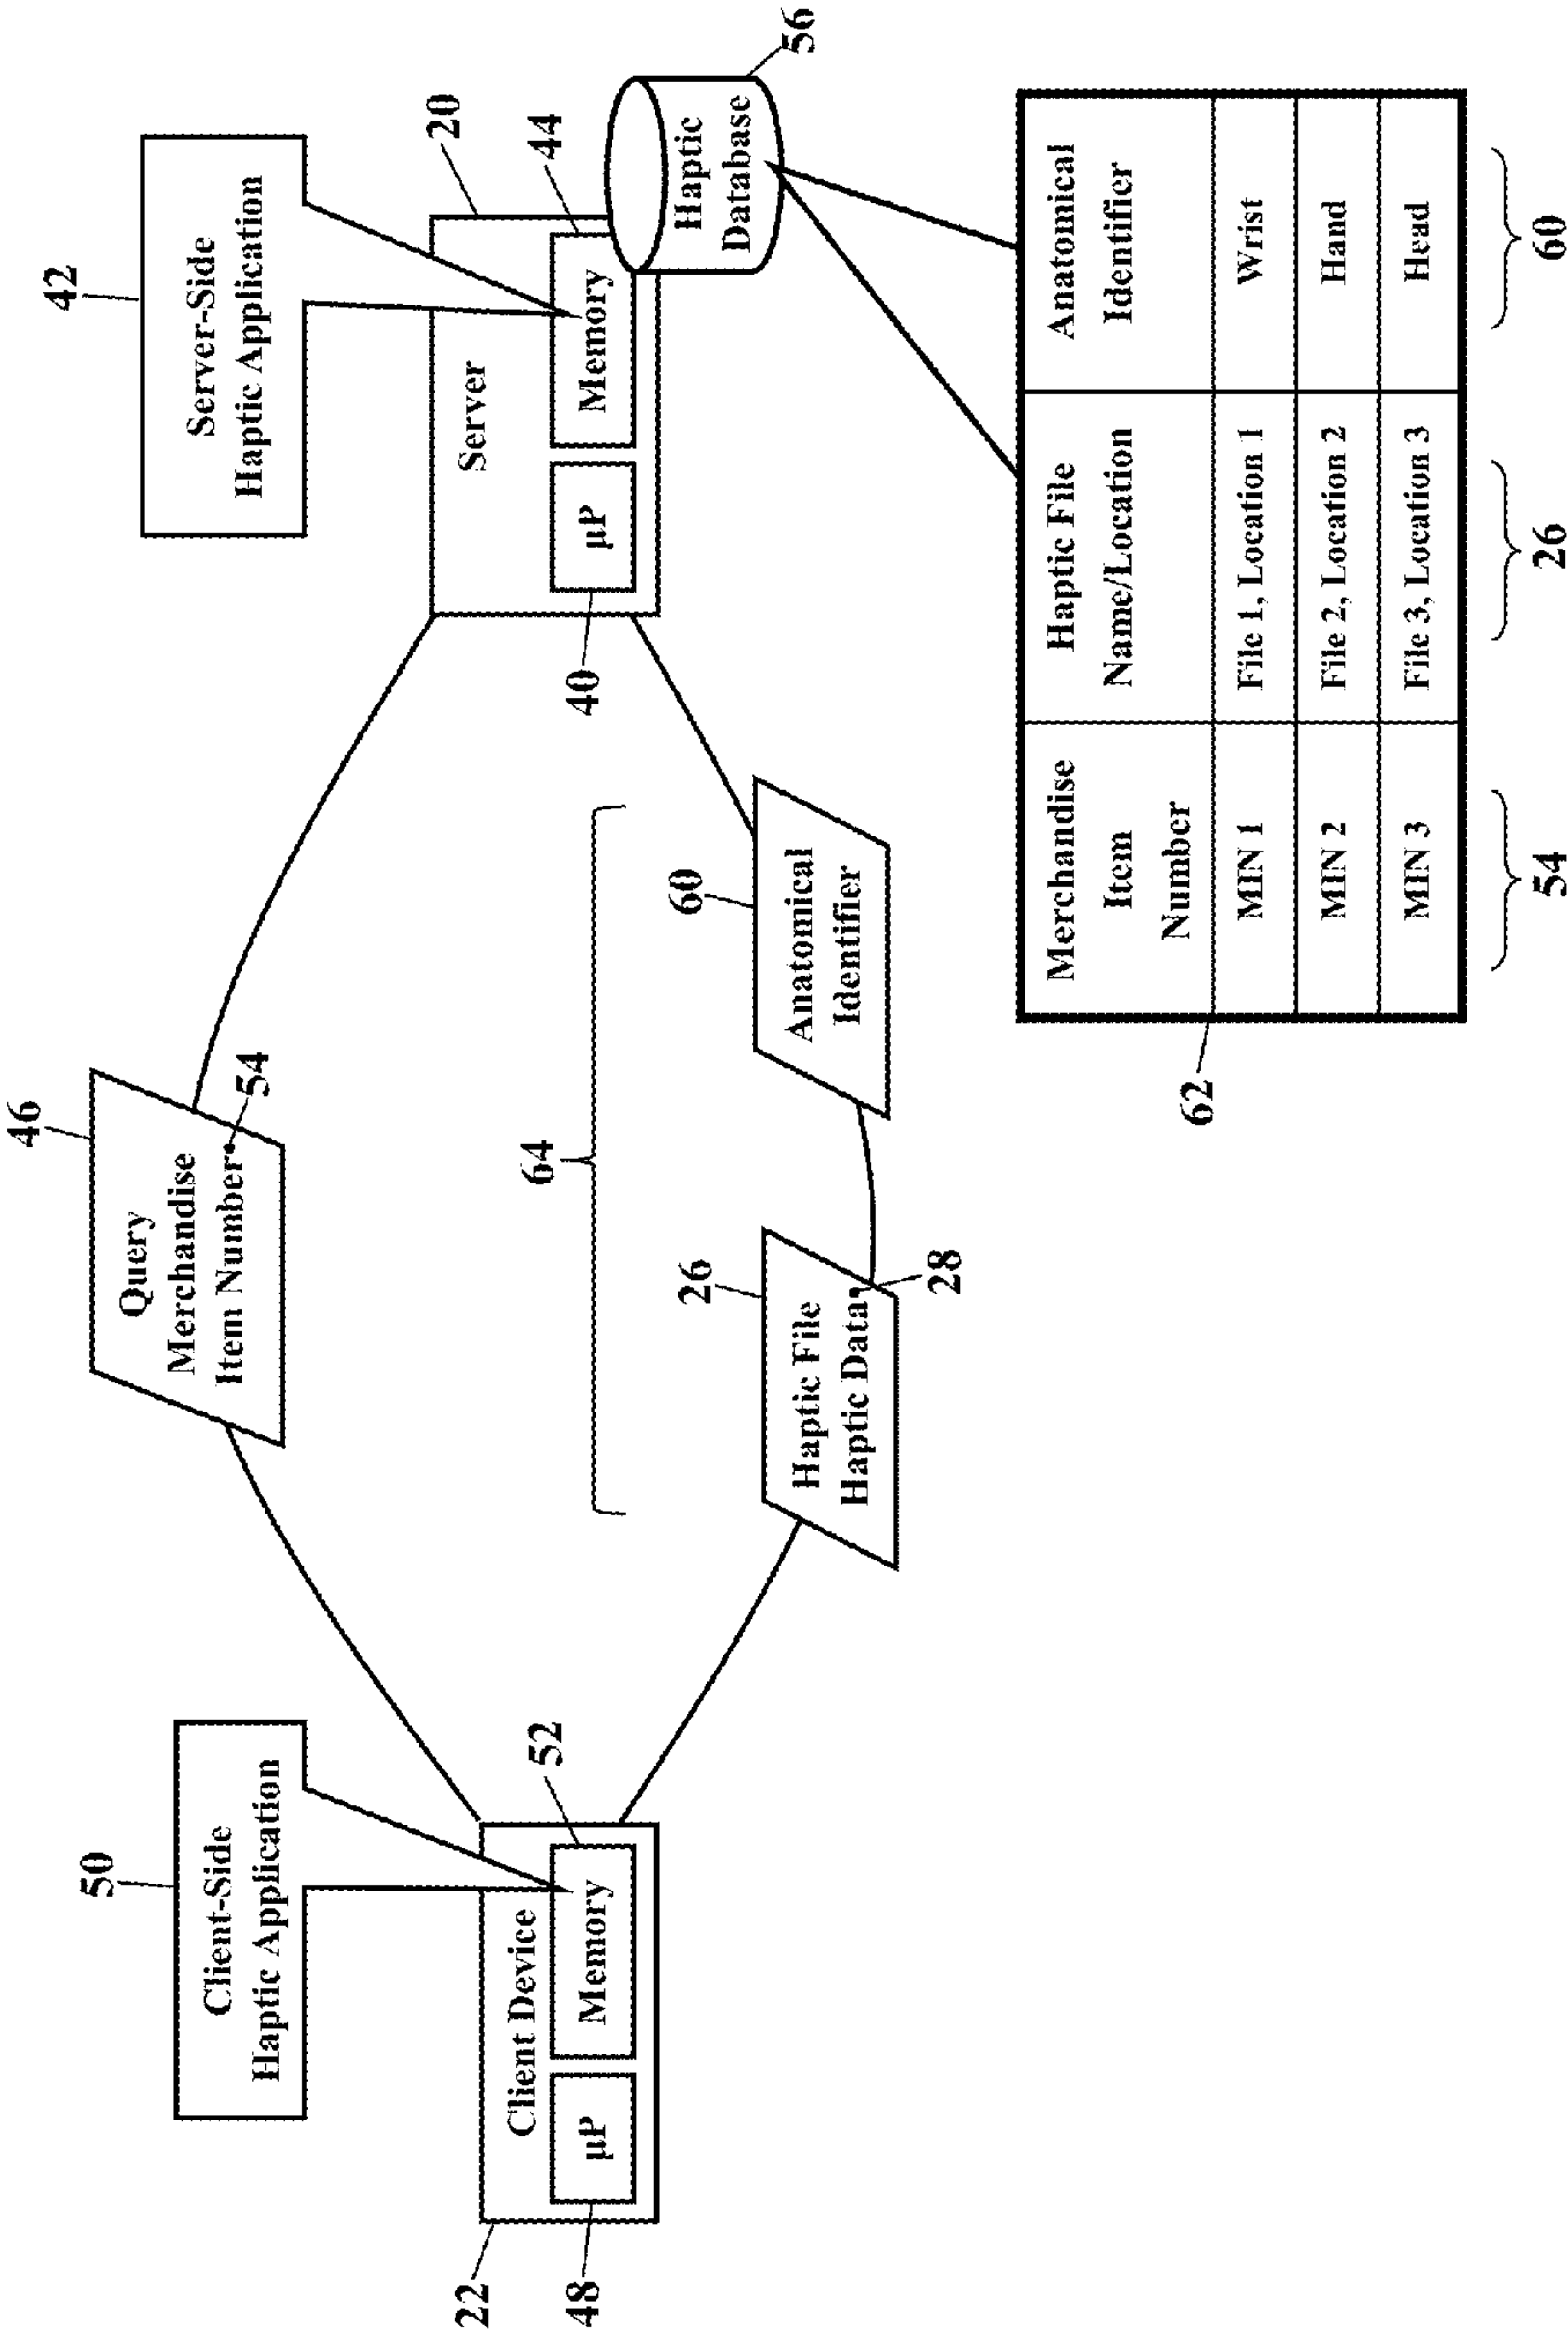 50
Client-Side
Haptic Application
22
Client Device
48
µP
Memory
52
46
Query
Merchandise
Item Number
54
42
Server-Side
Haptic Application
20
Server
40
µP
Memory
44
Haptic
Database
56
64
26
Haptic File
Haptic Data
28
60
Anatomical
Identifier
62
Merchandise
Item
Number
Haptic File
Name/Location
Anatomical
Identifier
MIN 1
File 1, Location 1
Wrist
MIN 2
File 2, Location 2
Hand
MIN 3
File 3, Location 3
Head
54
26
60